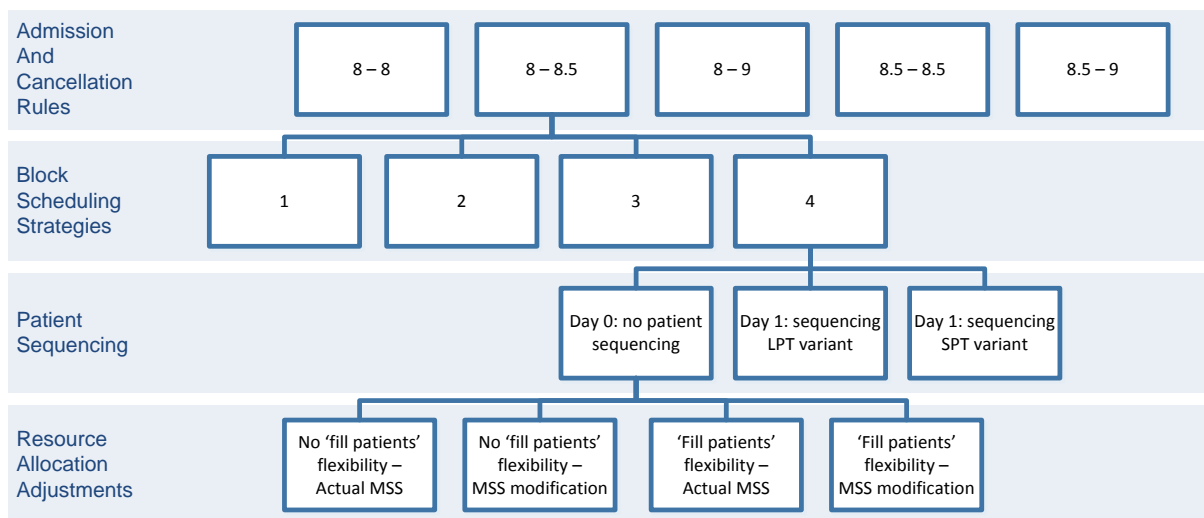 Admission
And
Cancellation
Rules
8 – 8
8 – 8.5
8 – 9
8.5 – 8.5
8.5 – 9
Block
Scheduling
Strategies
1
2
3
4
Patient
Sequencing
Day 0: no patient
sequencing
Day 1: sequencing
LPT variant
Day 1: sequencing
SPT variant
Resource
Allocation
Adjustments
No ‘fill patients’
flexibility –
Actual MSS
No ‘fill patients’
flexibility –
MSS modification
‘Fill patients’
flexibility –
Actual MSS
‘Fill patients’
flexibility –
MSS modification